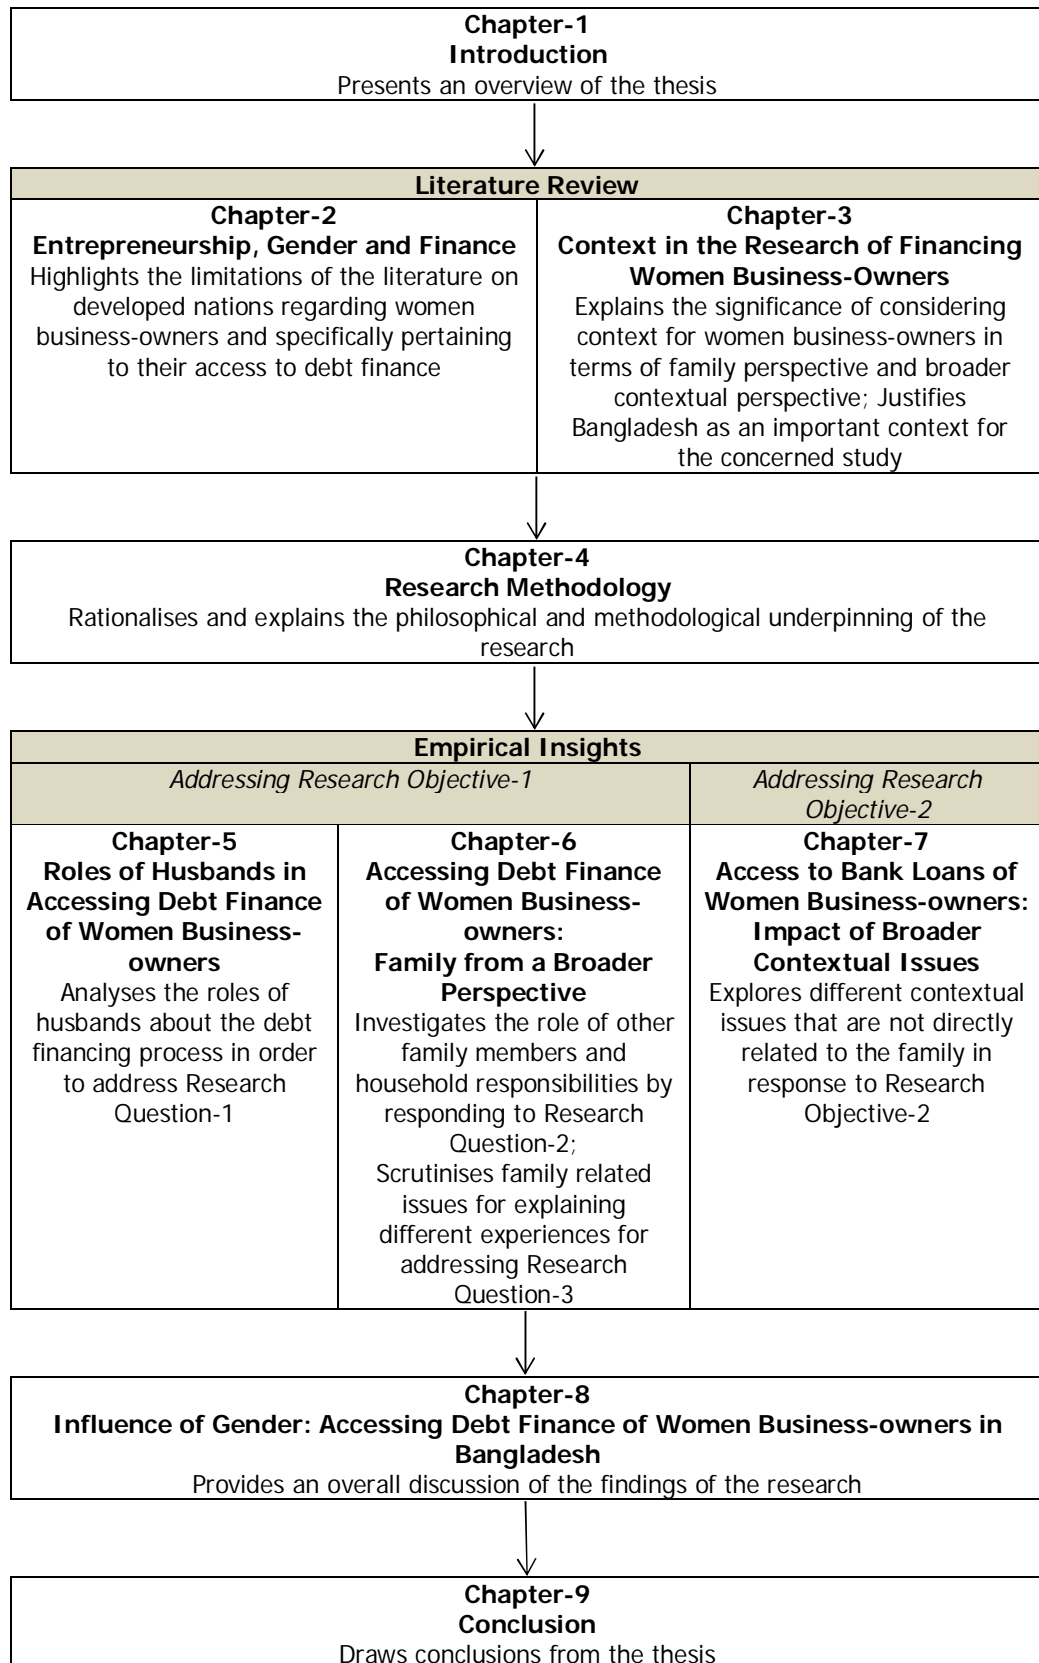 Chapter-1
Introduction
Presents an overview of the thesis
Literature Review
Chapter-2
Entrepreneurship, Gender and Finance
Highlights the limitations of the literature on
developed nations regarding women
business-owners and specifically pertaining
to their access to debt finance
Chapter-3
Context in the Research of Financing
Women Business-Owners
Explains the significance of considering
context for women business-owners in
terms of family perspective and broader
contextual perspective; Justifies
Bangladesh as an important context for
the concerned study
Chapter-4
Research Methodology
Rationalises and explains the philosophical and methodological underpinning of the
research
Empirical Insights
Addressing Research Objective-1
Addressing Research
Objective-2
Chapter-5
Roles of Husbands in
Accessing Debt Finance
of Women Business-
owners
Analyses the roles of
husbands about the debt
financing process in order
to address Research
Question-1
Chapter-6
Accessing Debt Finance
of Women Business-
owners:
Family from a Broader
Perspective
Investigates the role of other
family members and
household responsibilities by
responding to Research
Question-2;
Scrutinises family related
issues for explaining
different experiences for
addressing Research
Question-3
Chapter-7
Access to Bank Loans of
Women Business-owners:
Impact of Broader
Contextual Issues
Explores different contextual
issues that are not directly
related to the family in
response to Research
Objective-2
Chapter-8
Influence of Gender: Accessing Debt Finance of Women Business-owners in
Bangladesh
Provides an overall discussion of the findings of the research
Chapter-9
Conclusion
Draws conclusions from the thesis